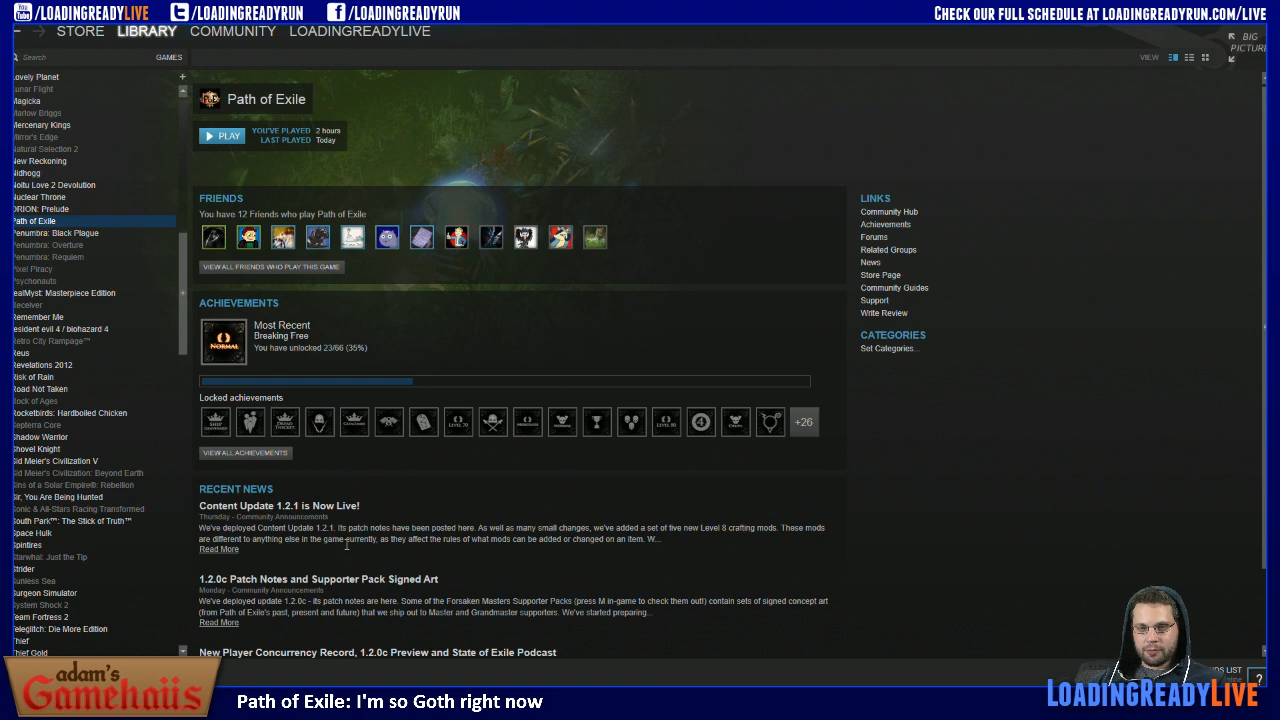 /LOADINGREADYLIVE
/LOADINGREADYRUN
/LOADINGREADYRUN
CHECK OUR FULL SCHEDULE AT LOADINGREADYRUN.COM/LIVE
STORE LIBRARY COMMUNITY LOADINGREADYLIVE
BIG
PICTURE
Search GAMES
VIEW
Lovely Planet
Lunar Flight
Magicka
Marlow Briggs
Mercenary Kings
Mirror's Edge
Natural Selection 2
New Reckoning
Nidhogg
Noitu Love 2 Devolution
Nuclear Throne
ORION: Prelude
Path of Exile
Penumbra: Black Plague
Penumbra: Overture
Penumbra: Requiem
Pixel Piracy
Psychonauts
realMyst: Masterpiece Edition
Receiver
Remember Me
resident evil 4 / biohazard 4
Retro City Rampage™
Reus
Revelations 2012
Risk of Rain
Road Not Taken
Rock of Ages
Rocketbirds: Hardboiled Chicken
Septerra Core
Shadow Warrior
Shovel Knight
Sid Meier's Civilization V
Sid Meier's Civilization: Beyond Earth
Sins of a Solar Empire®: Rebellion
Sir, You Are Being Hunted
Sonic & All-Stars Racing Transformed
South Park™: The Stick of Truth™
Space Hulk
Spintires
Starwhal: Just the Tip
Strider
Sunless Sea
Surgeon Simulator
System Shock 2
Team Fortress 2
Teleglitch: Die More Edition
Thief
Thief Gold
Path of Exile
PLAY
YOU'VE PLAYED 2 hours
LAST PLAYED Today
FRIENDS
You have 12 Friends who play Path of Exile
VIEW ALL FRIENDS WHO PLAY THIS GAME
ACHIEVEMENTS
NORMAL
Most Recent
Breaking Free
You have unlocked 23/66 (35%)
Locked achievements
+26
VIEW ALL ACHIEVEMENTS
RECENT NEWS
Content Update 1.2.1 is Now Live!
Thursday - Community Announcements
We've deployed Content Update 1.2.1. Its patch notes have been posted here. As well as many small changes, we've added a set of five new Level 8 crafting mods. These mods
are different to anything else in the game currently, as they affect the rules of what mods can be added or changed on an item. W...
Read More
1.2.0c Patch Notes and Supporter Pack Signed Art
Monday - Community Announcements
We've deployed update 1.2.0c - its patch notes are here. Some of the Forsaken Masters Supporter Packs (press M in-game to check them out!) contain sets of signed concept art
(from Path of Exile's past, present and future) that we ship out to Master and Grandmaster supporters. We've started preparing...
Read More
New Player Concurrency Record, 1.2.0c Preview and State of Exile Podcast
LINKS
Community Hub
Achievements
Forums
Related Groups
News
Store Page
Community Guides
Support
Write Review
CATEGORIES
Set Categories...
adam's
Gamehaüs
Path of Exile: I'm so Goth right now
LOADINGREADYLIVE